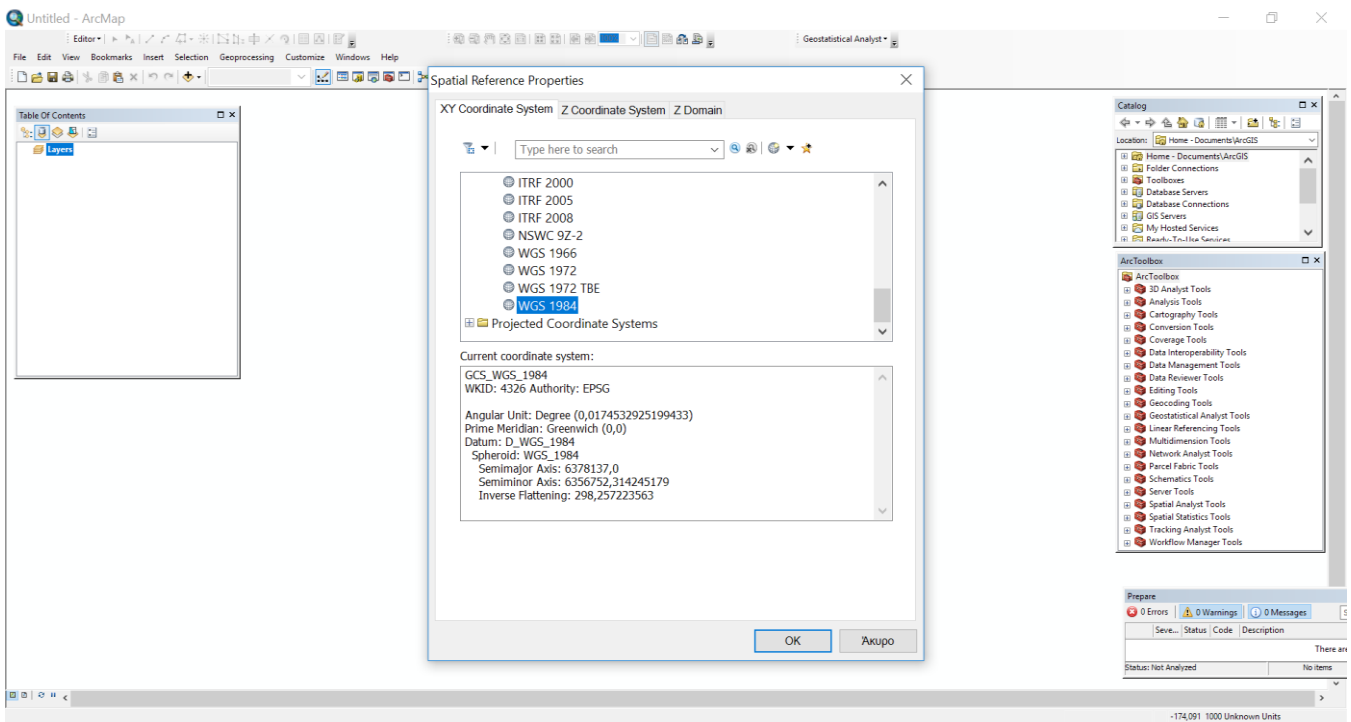 Untitled - ArcMap
Editor
Geostatistical Analyst
File Edit View Bookmarks Insert Selection Geoprocessing Customize Windows Help
Table Of Contents
Layers
Spatial Reference Properties
XY Coordinate System Z Coordinate System Z Domain
Type here to search
ITRF 2000
ITRF 2005
ITRF 2008
NSWC 9Z-2
WGS 1966
WGS 1972
WGS 1972 TBE
WGS 1984
Projected Coordinate Systems
Current coordinate system:
GCS_WGS_1984
WKID: 4326 Authority: EPSG
Angular Unit: Degree (0,0174532925199433)
Prime Meridian: Greenwich (0,0)
Datum: D_WGS_1984
Spheroid: WGS_1984
Semimajor Axis: 6378137,0
Semiminor Axis: 6356752,314245179
Inverse Flattening: 298,257223563
OK Άκυρο
Catalog
Location: Home - Documents\ArcGIS
Home - Documents\ArcGIS
Folder Connections
Toolboxes
Database Servers
Database Connections
GIS Servers
My Hosted Services
Ready-To-Use Services
ArcToolbox
ArcToolbox
3D Analyst Tools
Analysis Tools
Cartography Tools
Conversion Tools
Coverage Tools
Data Interoperability Tools
Data Management Tools
Data Reviewer Tools
Editing Tools
Geocoding Tools
Geostatistical Analyst Tools
Linear Referencing Tools
Multidimension Tools
Network Analyst Tools
Parcel Fabric Tools
Schematics Tools
Server Tools
Spatial Analyst Tools
Spatial Statistics Tools
Tracking Analyst Tools
Workflow Manager Tools
Prepare
0 Errors 0 Warnings 0 Messages
Seve... Status Code Description
There are
Status: Not Analyzed No items
-174,091 1000 Unknown Units